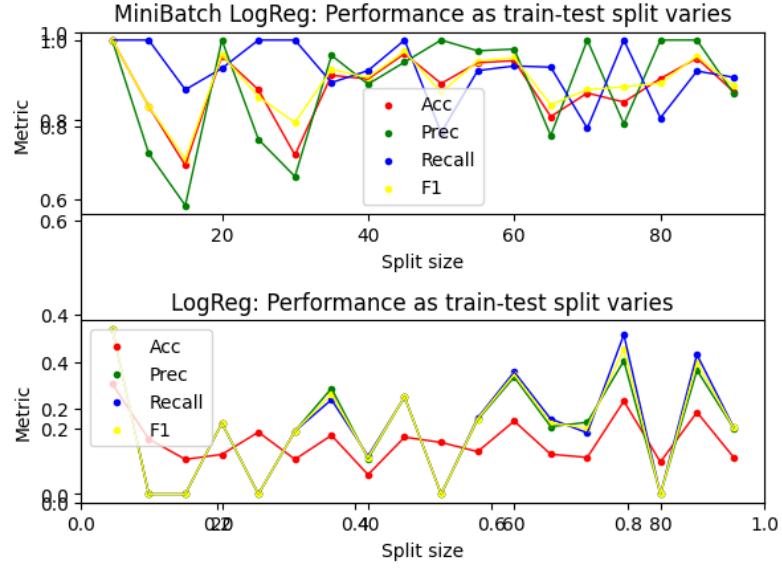 MiniBatch LogReg: Performance as train-test split varies
1.0
1.0
0.8
0.8
0.6
0.6
Metric
Acc
Prec
Recall
F1
20
40
60
80
Split size
LogReg: Performance as train-test split varies
0.4
0.4
0.2
0.2
0.0
0.0
Metric
Acc
Prec
Recall
F1
0.0
0.2
20
0.4
40
0.6
60
0.8
80
1.0
Split size